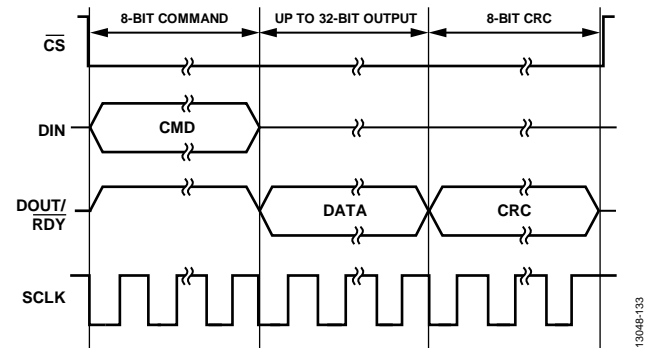 8-BIT COMMAND UP TO 32-BIT OUTPUT 8-BIT CRC
CS
DIN
CMD
DOUT/
RDY
DATA
CRC
SCLK
13048-133